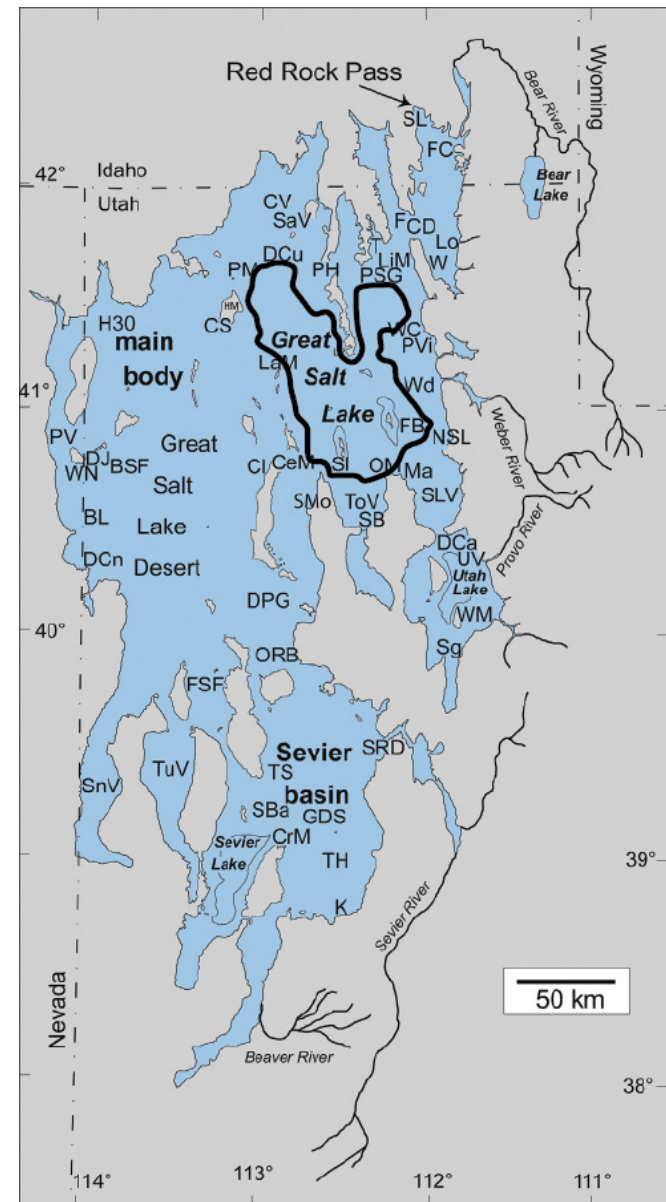 Red Rock Pass
Wyoming
Bear River
SL
FC
42°
Idaho
Utah
Bear
Lake
CV
SaV
F
CD
T
Lo
DCu
LiM
W
PM
PH
PSG
HM
H30
CS
WC
main
Great
PVi
body
LaM
Salt
41°
Wd
Lake
FB
NSL
PV
Great
Weber River
DJ
WN
BSF
CI
CeM
SI
OM
Ma
Salt
SMo
ToV
SLV
BL
SB
Lake
DCa
Provo River
DCn
UV
Desert
Utah
Lake
DPG
WM
40°
Sg
ORB
FSF
Sevier
SRD
TS
SnV
TuV
basin
SBa
GDS
CrM
Sevier
Lake
TH
39°
K
Sevier River
50 km
Nevada
Beaver River
38°
114°
113°
112°
111°